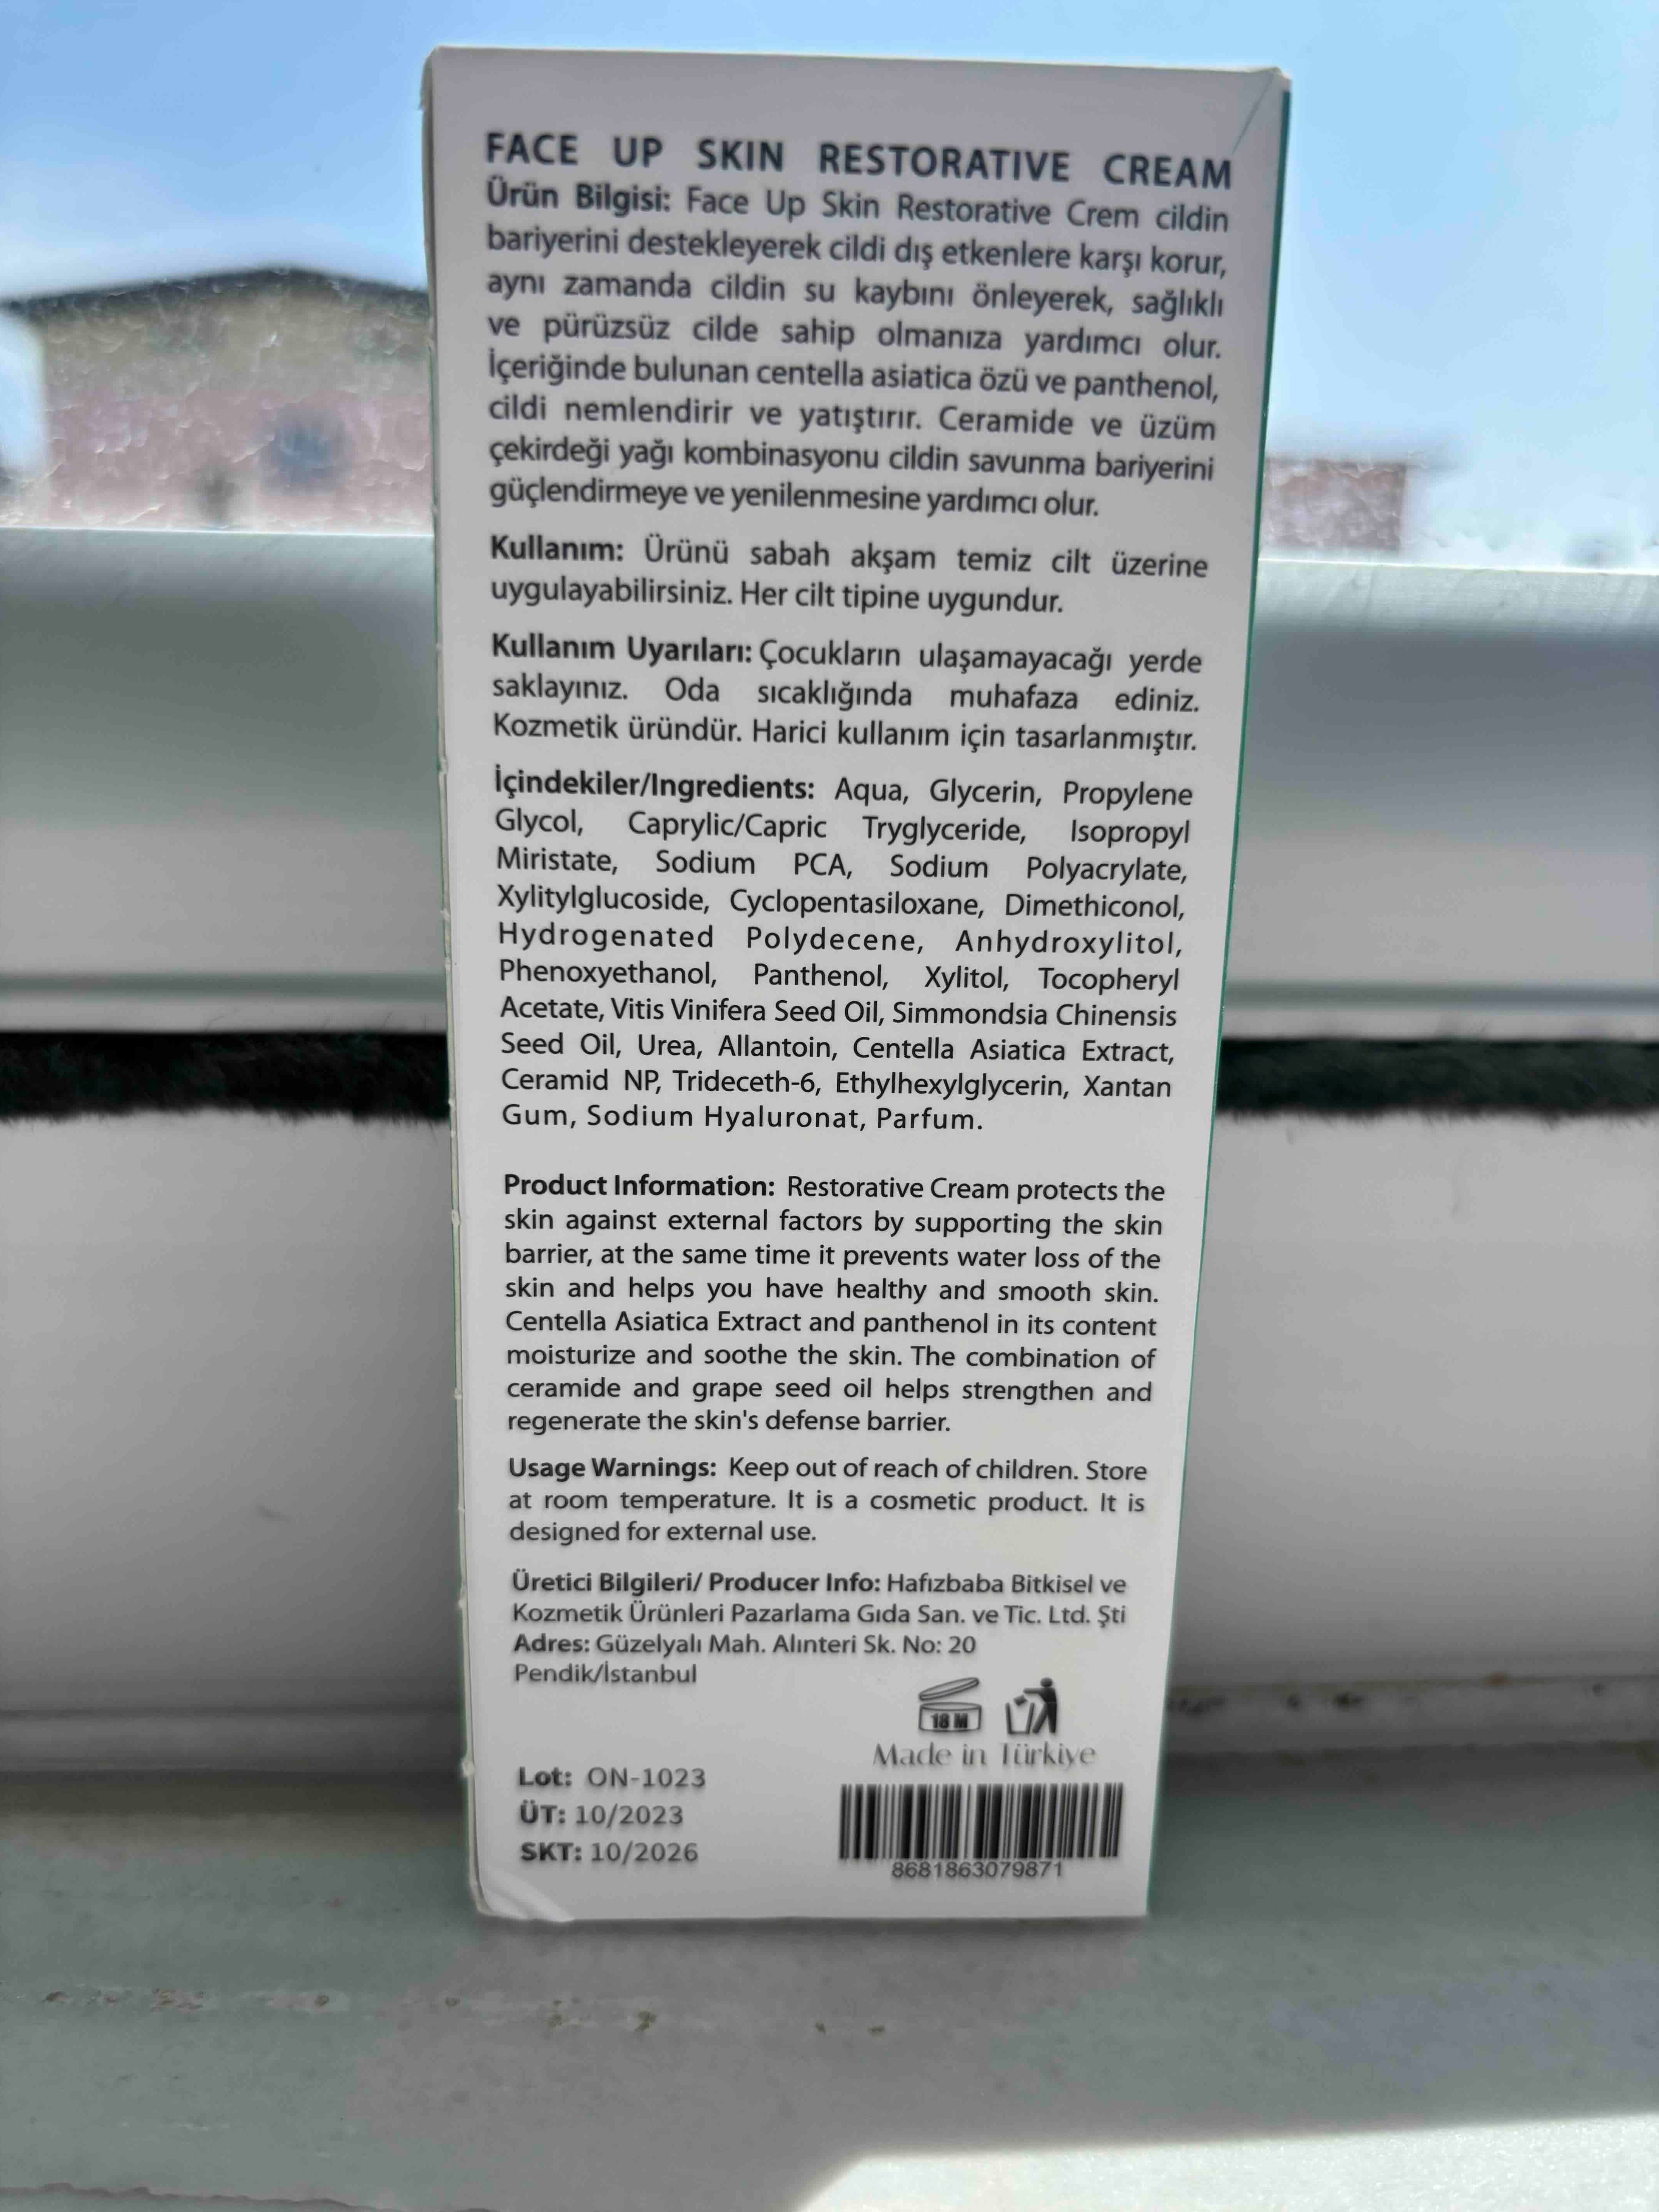 FACE UP SKIN RESTORATIVE CREAM
Ürün Bilgisi: Face Up Skin Restorative Crem cildin
bariyerini destekleyerek cildi dış etkenlere karşı korur,
aynı zamanda cildin su kaybını önleyerek, sağlıklı
ve pürüzsüz cilde sahip olmanıza yardımcı olur.
İçeriğinde bulunan centella asiatica özü ve panthenol,
cildi nemlendirir ve yatıştırır. Ceramide ve üzüm
çekirdeği yağı kombinasyonu cildin savunma bariyerini
güçlendirmeye ve yenilenmesine yardımcı olur.
Kullanım: Ürünü sabah akşam temiz cilt üzerine
uygulayabilirsiniz. Her cilt tipine uygundur.
Kullanım Uyarıları: Çocukların ulaşamayacağı yerde
saklayınız. Oda sıcaklığında muhafaza ediniz.
Kozmetik üründür. Harici kullanım için tasarlanmıştır.
İçindekiler/Ingredients: Aqua, Glycerin, Propylene
Glycol, Caprylic/Capric Tryglyceride, Isopropyl
Miristate, Sodium PCA, Sodium Polyacrylate,
Xylitylglucoside, Cyclopentasiloxane, Dimethiconol,
Hydrogenated Polydecene, Anhydroxylitol,
Phenoxyethanol, Panthenol, Xylitol, Tocopheryl
Acetate, Vitis Vinifera Seed Oil, Simmondsia Chinensis
Seed Oil, Urea, Allantoin, Centella Asiatica Extract,
Ceramid NP, Trideceth-6, Ethylhexylglycerin, Xantan
Gum, Sodium Hyaluronat, Parfum.
Product Information: Restorative Cream protects the
skin against external factors by supporting the skin
barrier, at the same time it prevents water loss of the
skin and helps you have healthy and smooth skin.
Centella Asiatica Extract and panthenol in its content
moisturize and soothe the skin. The combination of
ceramide and grape seed oil helps strengthen and
regenerate the skin's defense barrier.
Usage Warnings: Keep out of reach of children. Store
at room temperature. It is a cosmetic product. It is
designed for external use.
Üretici Bilgileri/ Producer Info: Hafızbaba Bitkisel ve
Kozmetik Ürünleri Pazarlama Gıda San. ve Tic. Ltd. Şti
Adres: Güzelyalı Mah. Alınteri Sk. No: 20
Pendik/İstanbul
18 M
Made in Türkiye
Lot: ON-1023
ÜT: 10/2023
SKT: 10/2026
8681863079871